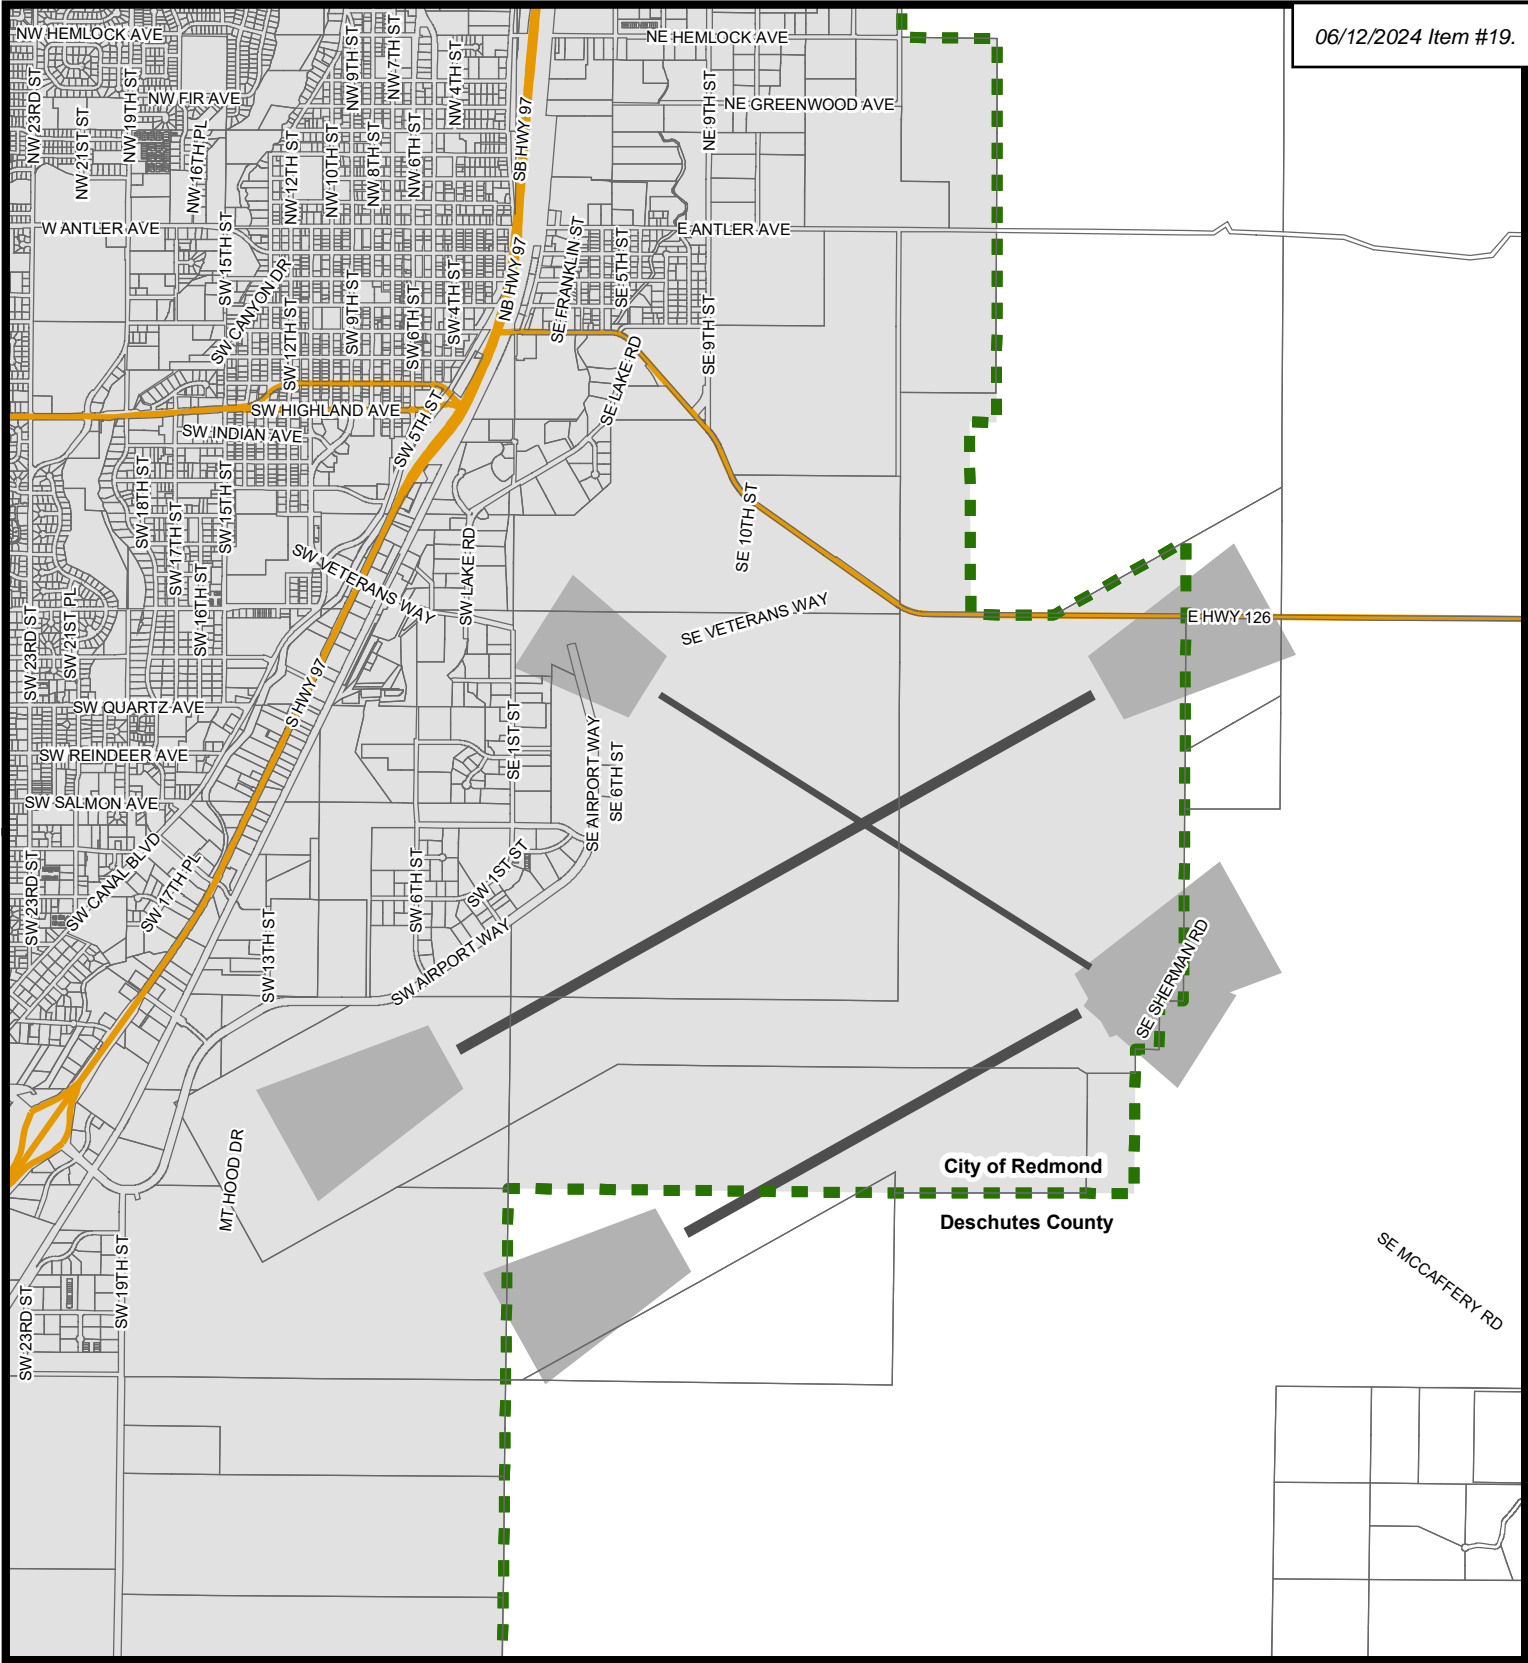 06/12/2024 Item #19.
NW HEMLOCK AVE
NE HEMLOCK AVE
NW 23RD ST
NW 21ST ST
NW 19TH ST
NW FIR AVE
NW 16TH PL
NW 12TH ST
NW 10TH ST
NW 9TH ST
NW 8TH ST
NW 7TH ST
NW 6TH ST
NW 4TH ST
SB HWY 97
NB HWY 97
NE 9TH ST
NE GREENWOOD AVE
W ANTLER AVE
E ANTLER AVE
SW 15TH ST
SW CANYON DR
SW 12TH ST
SW 9TH ST
SW 6TH ST
SW 4TH ST
SE FRANKLIN ST
SE 5TH ST
SE 9TH ST
SE LAKE RD
SW HIGHLAND AVE
SW INDIAN AVE
SW 5TH ST
SW 18TH ST
SW 17TH ST
SW 15TH ST
SW 16TH ST
SW VETERANS WAY
SW LAKE RD
SE 10TH ST
SE VETERANS WAY
E HWY 126
SW 23RD ST
SW 21ST PL
S HWY 97
SW QUARTZ AVE
SW REINDEER AVE
SW SALMON AVE
SE 1ST ST
SE AIRPORT WAY
SE 6TH ST
SW 23RD ST
SW CANAL BLVD
SW 17TH PL
SW 13TH ST
SW 6TH ST
SW 1ST ST
SW AIRPORT WAY
SE SHERMAN RD
MT HOOD DR
City of Redmond
Deschutes County
SW 23RD ST
SW 19TH ST
SE MCCAFFERY RD